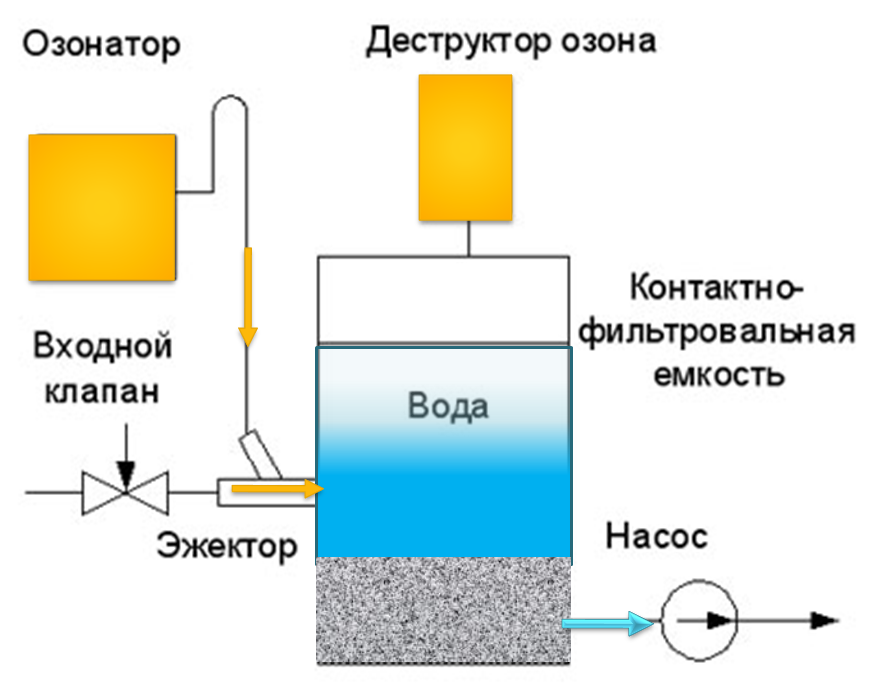 Озонатор
Деструктор озона
Контактно-
фильтровальная
емкость
Входной
клапан
Вода
Эжектор
Насос